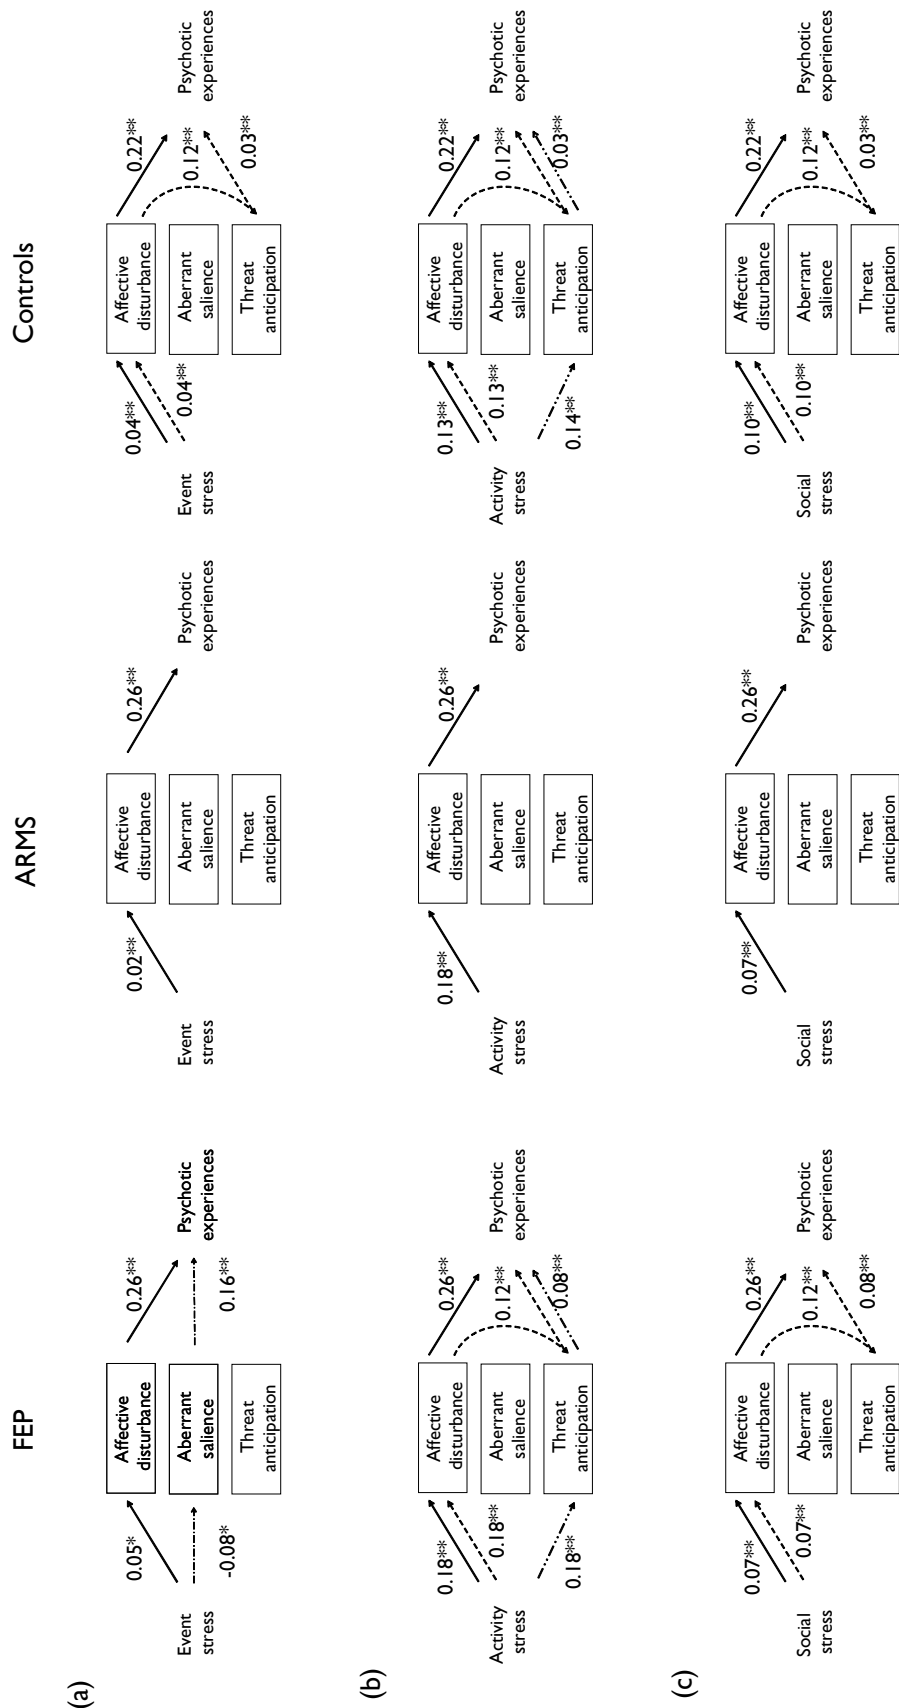 FEP
ARMS
Controls
(a)
Event
stress
0.05*
-0.08*
Affective
disturbance
Aberrant
salience
Threat
anticipation
0.26**
0.16**
Psychotic
experiences
Event
stress
0.02**
Affective
disturbance
Aberrant
salience
Threat
anticipation
0.26**
Psychotic
experiences
Event
stress
0.04**
0.04**
Affective
disturbance
Aberrant
salience
Threat
anticipation
0.22**
0.12**
0.03**
Psychotic
experiences
(b)
Activity
stress
0.18**
0.18**
0.18**
Affective
disturbance
Aberrant
salience
Threat
anticipation
0.26**
0.12**
0.08**
Psychotic
experiences
Activity
stress
0.18**
Affective
disturbance
Aberrant
salience
Threat
anticipation
0.26**
Psychotic
experiences
Activity
stress
0.13**
0.13**
0.14**
Affective
disturbance
Aberrant
salience
Threat
anticipation
0.22**
0.12**
0.03**
Psychotic
experiences
(c)
Social
stress
0.07**
0.07**
Affective
disturbance
Aberrant
salience
Threat
anticipation
0.26**
0.12**
0.08**
Psychotic
experiences
Social
stress
0.07**
Affective
disturbance
Aberrant
salience
Threat
anticipation
0.26**
Psychotic
experiences
Social
stress
0.10**
0.10**
Affective
disturbance
Aberrant
salience
Threat
anticipation
0.22**
0.12**
0.03**
Psychotic
experiences